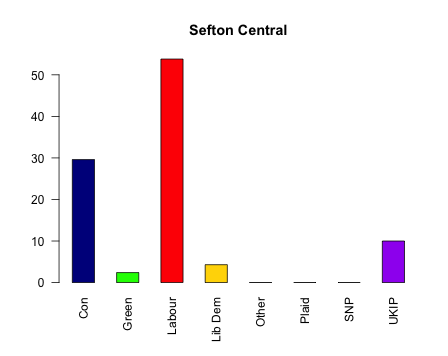 Sefton Central
50
40
30
20
10
0
Con
Green
Labour
Lib Dem
Other
Plaid
SNP
UKIP